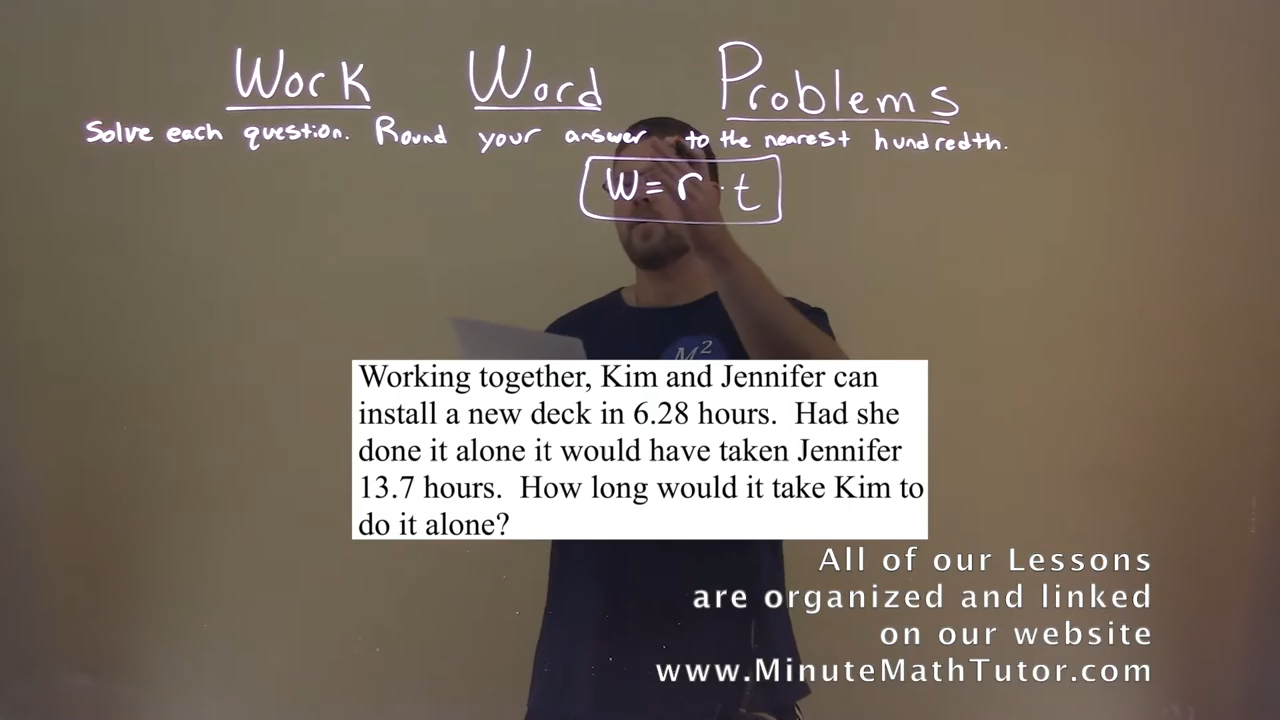 Work Word Problems
Solve each question. Round your answer to the nearest hundredth.
W = r · t
M²
Working together, Kim and Jennifer can
install a new deck in 6.28 hours. Had she
done it alone it would have taken Jennifer
13.7 hours. How long would it take Kim to
do it alone?
All of our Lessons
are organized and linked
on our website
www.MinuteMathTutor.com